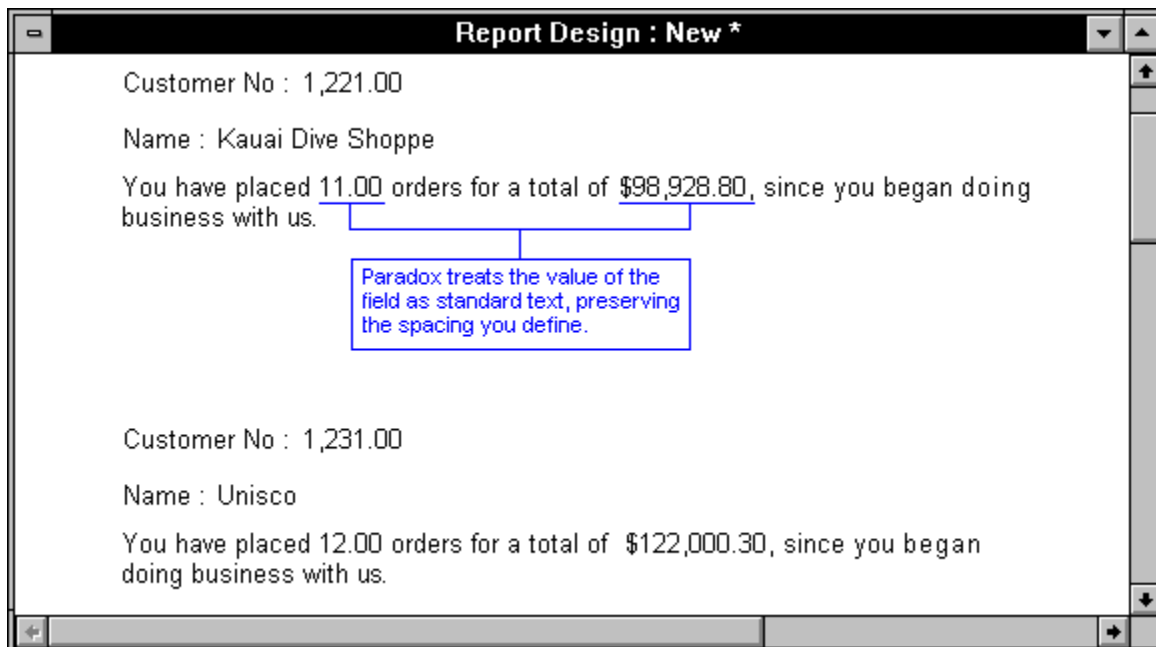 Report Design : New *
Customer No : 1,221.00
Name : Kauai Dive Shoppe
You have placed 11.00 orders for a total of $98,928.80, since you began doing
business with us.
Paradox treats the value of the
field as standard text, preserving
the spacing you define.
Customer No : 1,231.00
Name : Unisco
You have placed 12.00 orders for a total of $122,000.30, since you began
doing business with us.